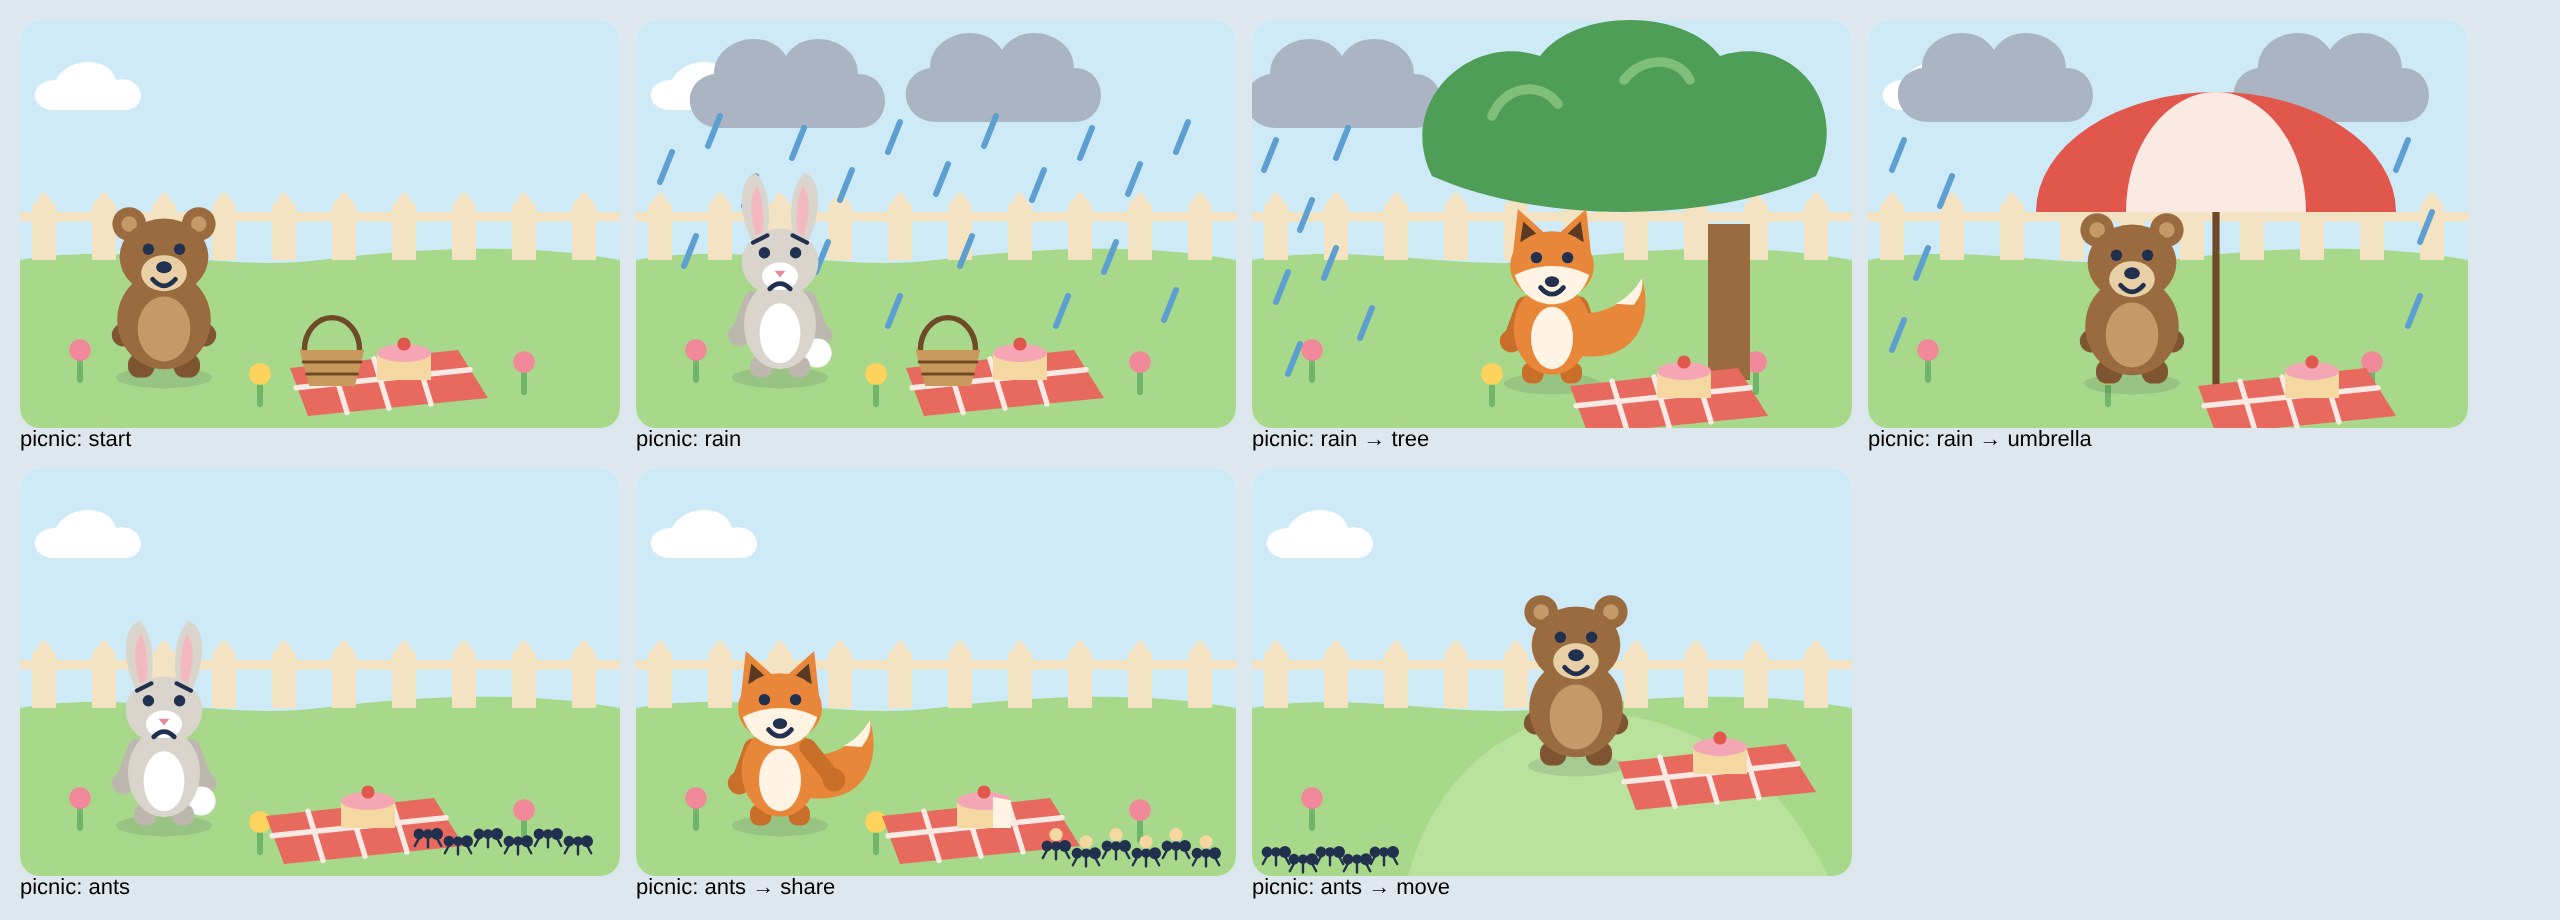 picnic: start
picnic: rain
picnic: rain → tree
picnic: rain → umbrella
picnic: ants
picnic: ants → share
picnic: ants → move